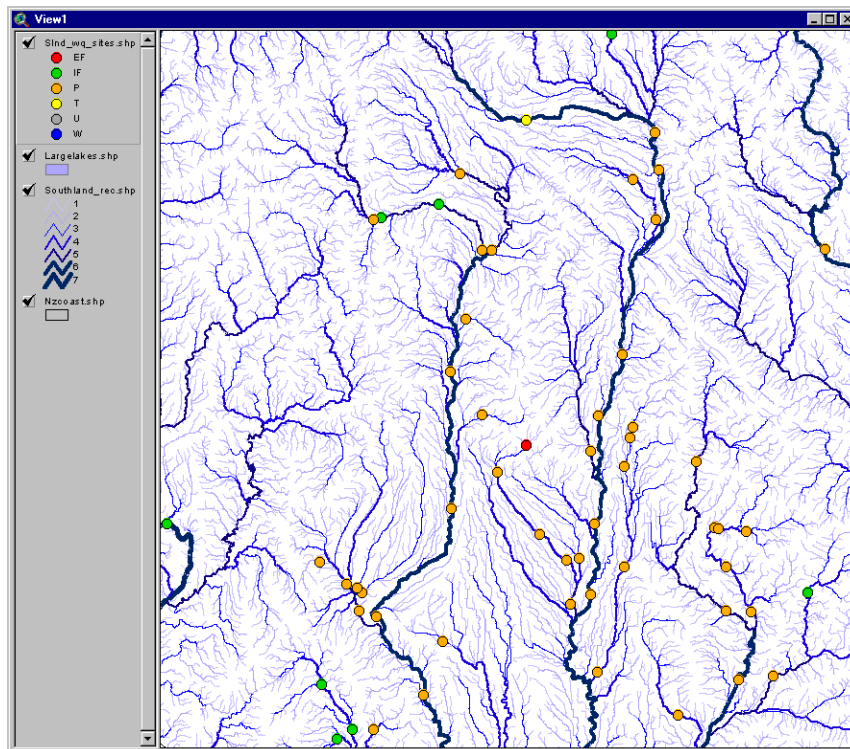 View1
Slnd_wq_sites.shp
EF
IF
P
T
U
W
Largelakes.shp
Southland_rec.shp
1
2
3
4
5
6
7
Nzcoast.shp